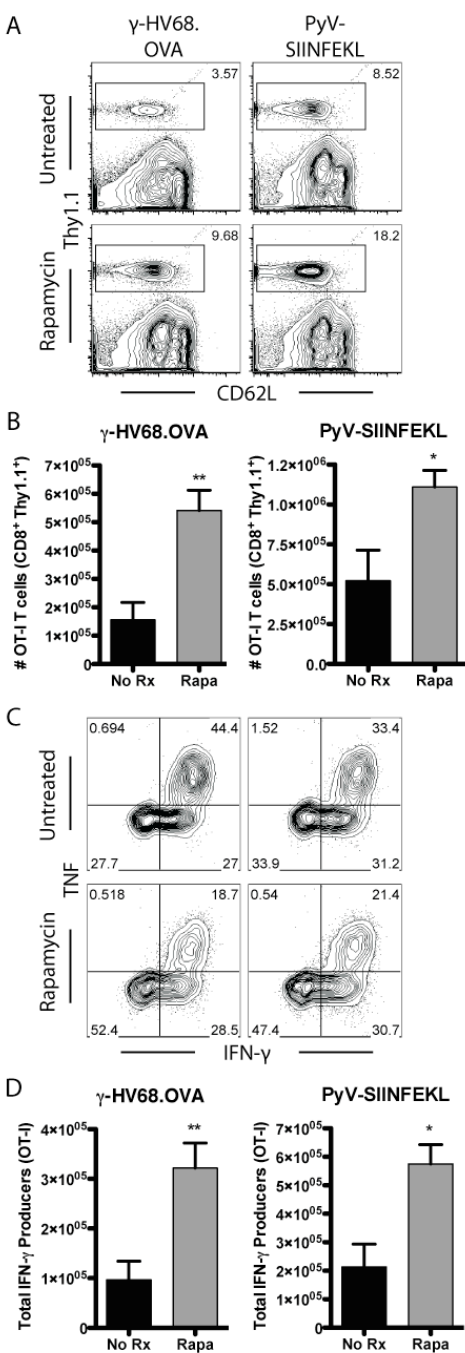 A
γ-HV68.
OVA
PyV-
SIINFEKL
Untreated
3.57
8.52
Thy1.1
Rapamycin
9.68
18.2
CD62L
B
γ-HV68.OVA
PyV-SIINFEKL
# OT-I T cells (CD8+ Thy1.1+)
7×10^05
6×10^05
5×10^05
4×10^05
3×10^05
2×10^05
1×10^05
0
**
No Rx Rapa
# OT-I T cells (CD8+ Thy1.1+)
1.2×10^06
1.0×10^06
7.5×10^05
5.0×10^05
2.5×10^05
0.0
*
No Rx Rapa
C
Untreated
0.694 44.4
27.7 27
1.52 33.4
33.9 31.2
TNF
Rapamycin
0.518 18.7
52.4 28.5
0.54 21.4
47.4 30.7
IFN-γ
D
γ-HV68.OVA
PyV-SIINFEKL
Total IFN-γ Producers (OT-I)
4×10^05
3×10^05
2×10^05
1×10^05
0
**
No Rx Rapa
Total IFN-γ Producers (OT-I)
7×10^05
6×10^05
5×10^05
4×10^05
3×10^05
2×10^05
1×10^05
0
*
No Rx Rapa